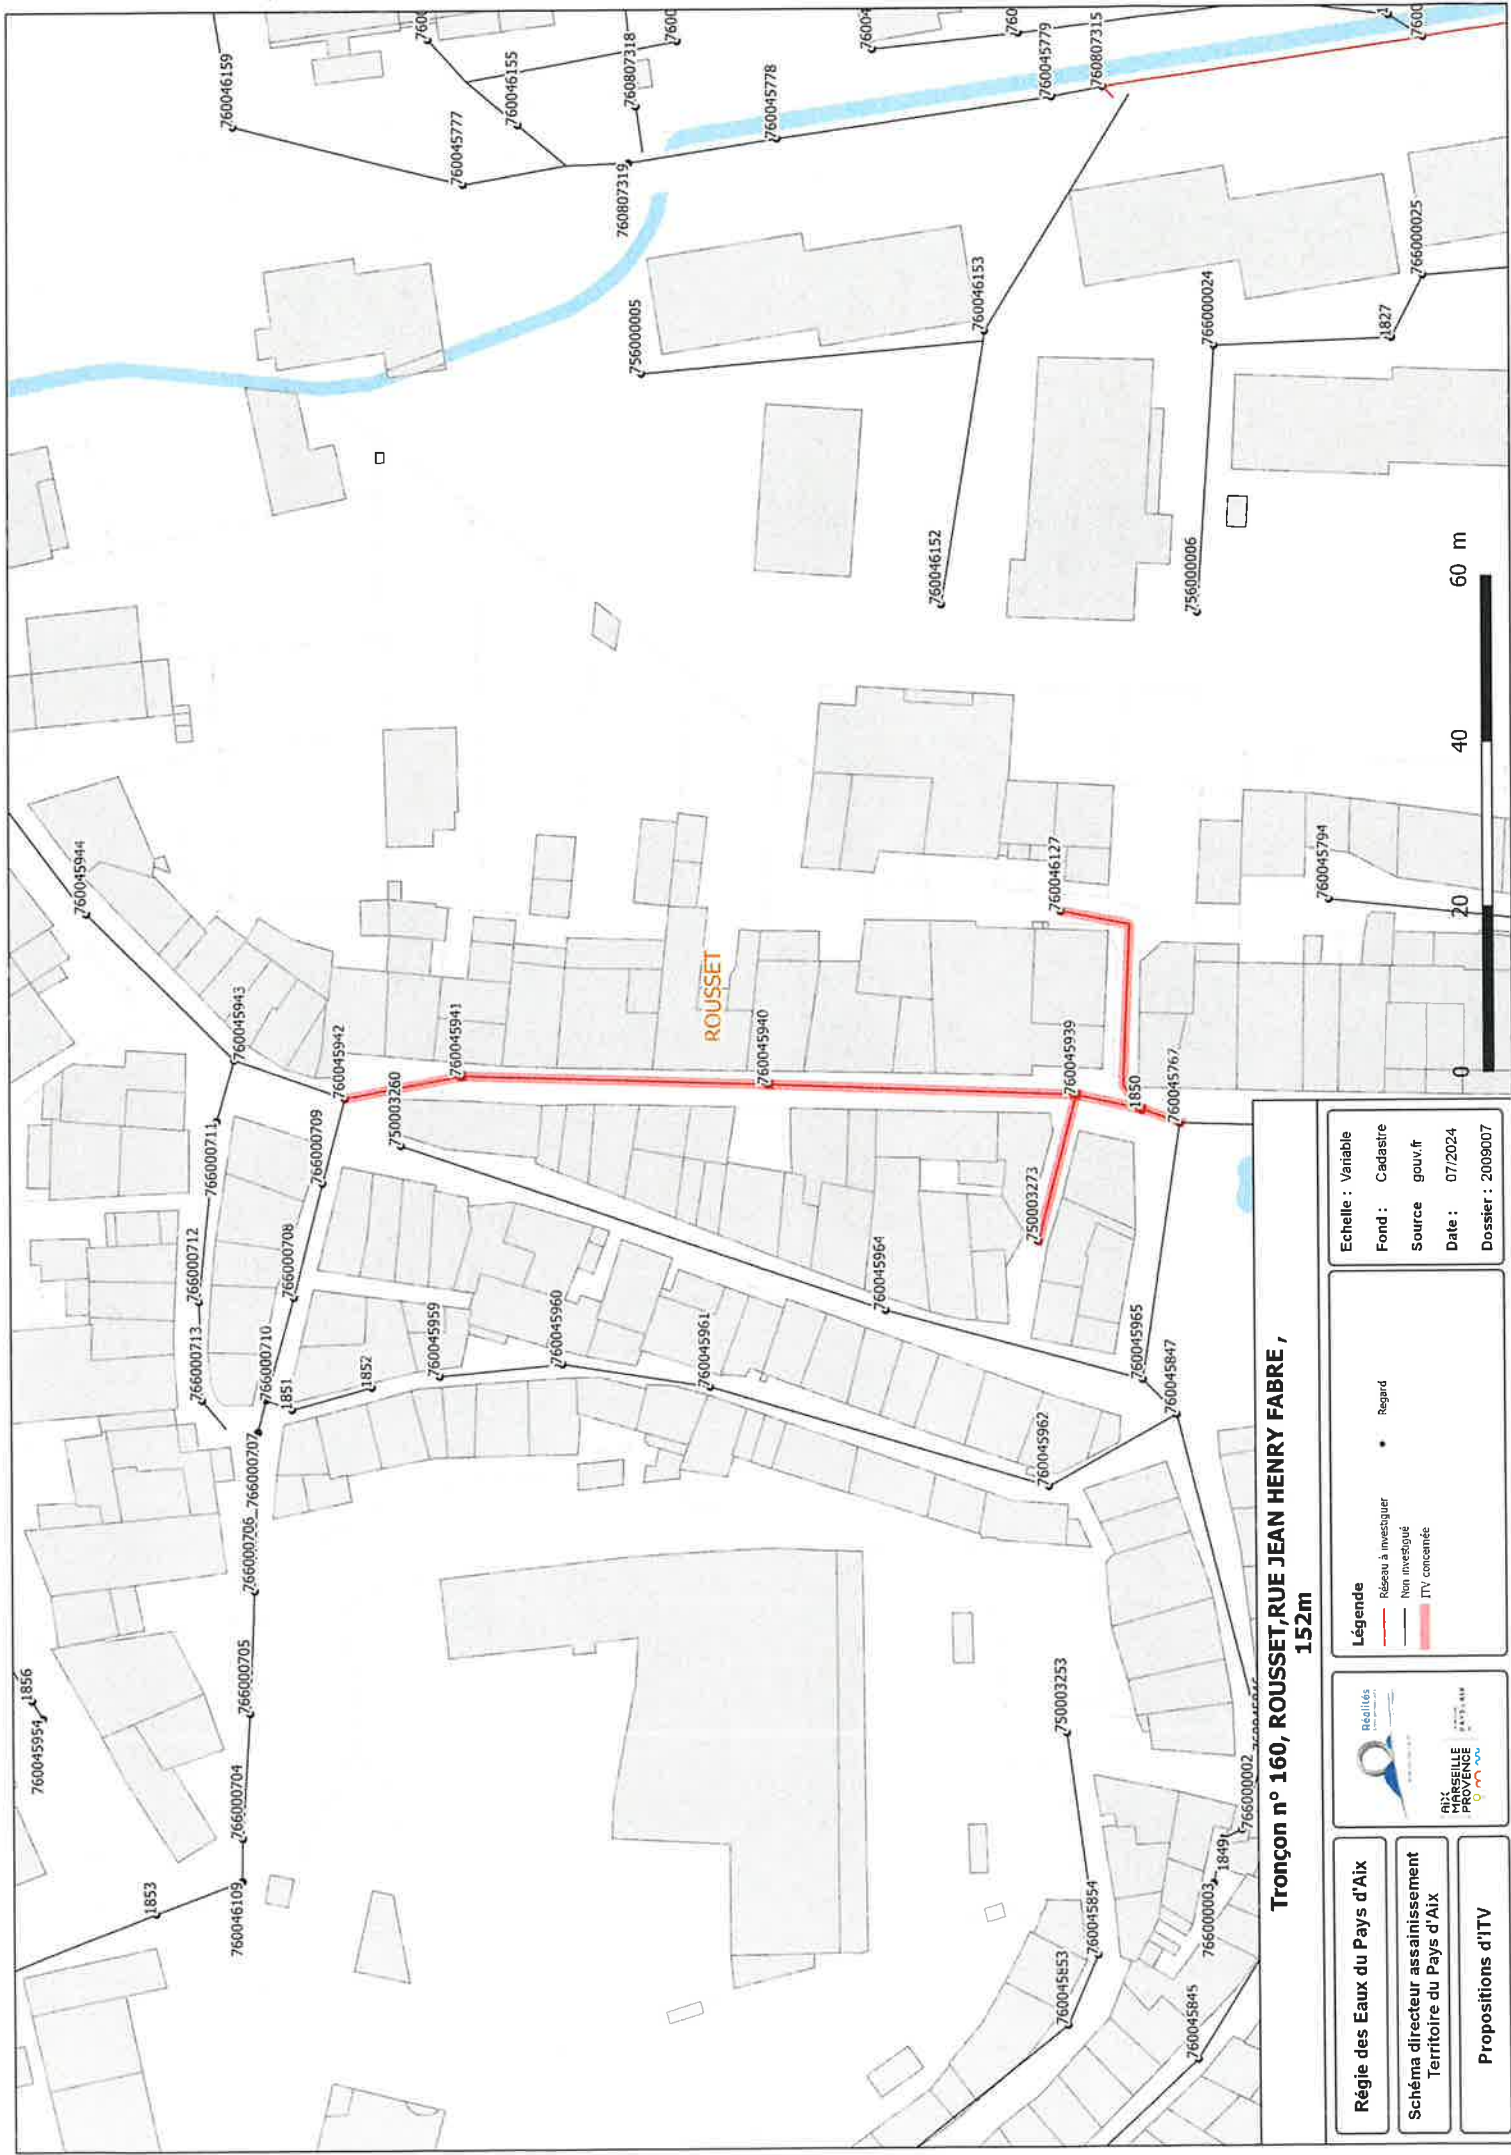 760046159
760045777
760046155
760807318
760807319
760045778
760045779
760807315
756000005
760046153
766000024
1827
766000025
760046152
756000006
760045944
760045943
760045942
760045941
750003260
ROUSSET
760045940
760045939
760046127
1850
760045767
760045794
766000711
766000709
766000712
766000708
766000713
766000710
1851
1852
760045959
760045960
760045961
760045964
750003273
760045965
760045847
760045962
766000707
766000706
766000705
766000704
1856
760045954
1853
760046109
750003253
760045854
760045853
766000002
1849
766000003
760045845
0 20 40 60 m
Tronçon n° 160, ROUSSET,RUE JEAN HENRY FABRE ,
152m
Régie des Eaux du Pays d'Aix
Schéma directeur assainissement
Territoire du Pays d'Aix
Propositions d'ITV
Réalités
AIX
MARSEILLE
PROVENCE
Légende
Réseau à investiguer
Non investigué
ITV concernée
Regard
Echelle : Variable
Fond : Cadastre
Source gouv.fr
Date : 07/2024
Dossier : 2009007